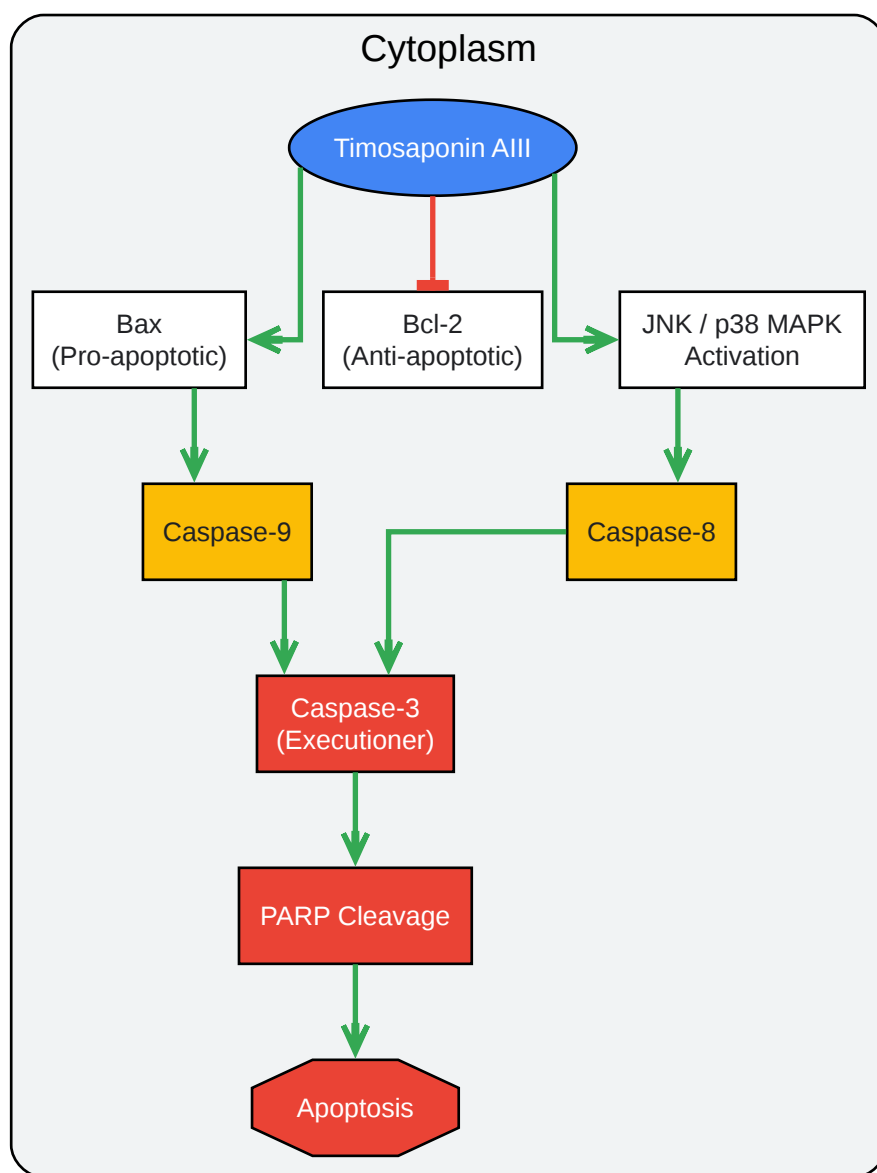 Cytoplasm
Timosaponin AIII
Bax
(Pro-apoptotic)
Bcl-2
(Anti-apoptotic)
JNK / p38 MAPK
Activation
Caspase-9
Caspase-8
Caspase-3
(Executioner)
PARP Cleavage
Apoptosis